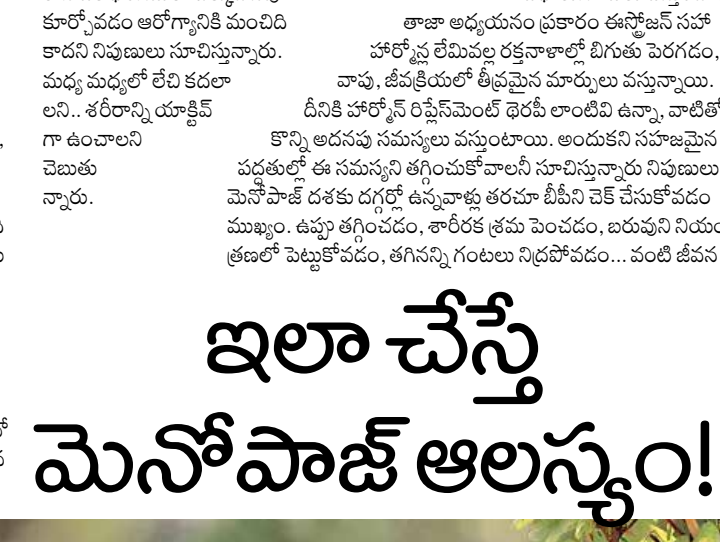 కూర్చోవడం ఆరోగ్యానికి మంచిది
కాదని నిపుణులు సూచిస్తున్నారు.
మధ్య మధ్యలో లేచి కదలా
లని.. శరీరాన్ని యాక్టివ్
గా ఉంచాలని
చెబుతు
న్నారు.
తాజా అధ్యయనం ప్రకారం ఈస్ట్రోజన్ సహా
హార్మోన్ల లేమివల్ల రక్తనాళాల్లో బిగుతు పెరగడం,
వాపు, జీవక్రియలో తీవ్రమైన మార్పులు వస్తున్నాయి.
దీనికి హార్మోన్ రిప్లేస్‌మెంట్ థెరపీ లాంటివి ఉన్నా, వాటితో
కొన్ని అదనపు సమస్యలు వస్తుంటాయి. అందుకని సహజమైన
పద్ధతుల్లో ఈ సమస్యని తగ్గించుకోవాలనీ సూచిస్తున్నారు నిపుణులు
మెనోపాజ్ దశకు దగ్గర్లో ఉన్నవాళ్లు తరచూ బీపీని చెక్ చేసుకోవడం
ముఖ్యం. ఉప్పు తగ్గించడం, శారీరక శ్రమ పెంచడం, బరువుని నియం
త్రణలో పెట్టుకోవడం, తగినన్ని గంటలు నిద్రపోవడం... వంటి జీవన
ఇలా చేస్తే
మెనోపాజ్ ఆలస్యం!